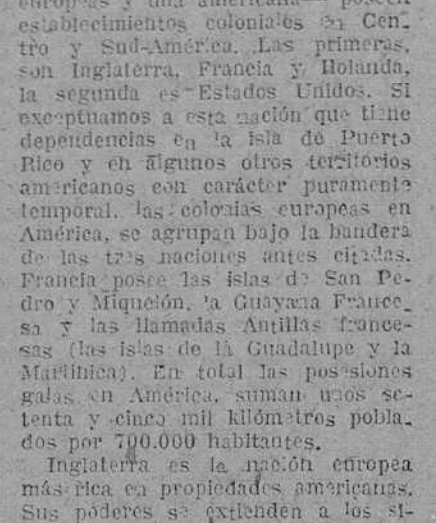 europeas y una americana— poseen
establecimientos coloniales en Cen-
tro y Sud-América. Las primeras,
son Inglaterra, Francia y Holanda,
la segunda es Estados Unidos. Si
exceptuamos a esta nación que tiene
dependencias en la isla de Puerto
Rico y en algunos otros territorios
americanos con carácter puramente
temporal, las colonias europeas en
América, se agrupan bajo la bandera
de las tres naciones antes citadas.
Francia posee las islas de San Pe-
dro y Miquelón, la Guayana France_
sa y las llamadas Antillas france-
sas (las islas de la Guadalupe y la
Martinica). En total las posesiones
galas en América, suman unos se-
tenta y cinco mil kilómetros pobla_
dos por 700.000 habitantes.
Inglaterra es la nación europea
más rica en propiedades americanas.
Sus poderes se extienden a los si-